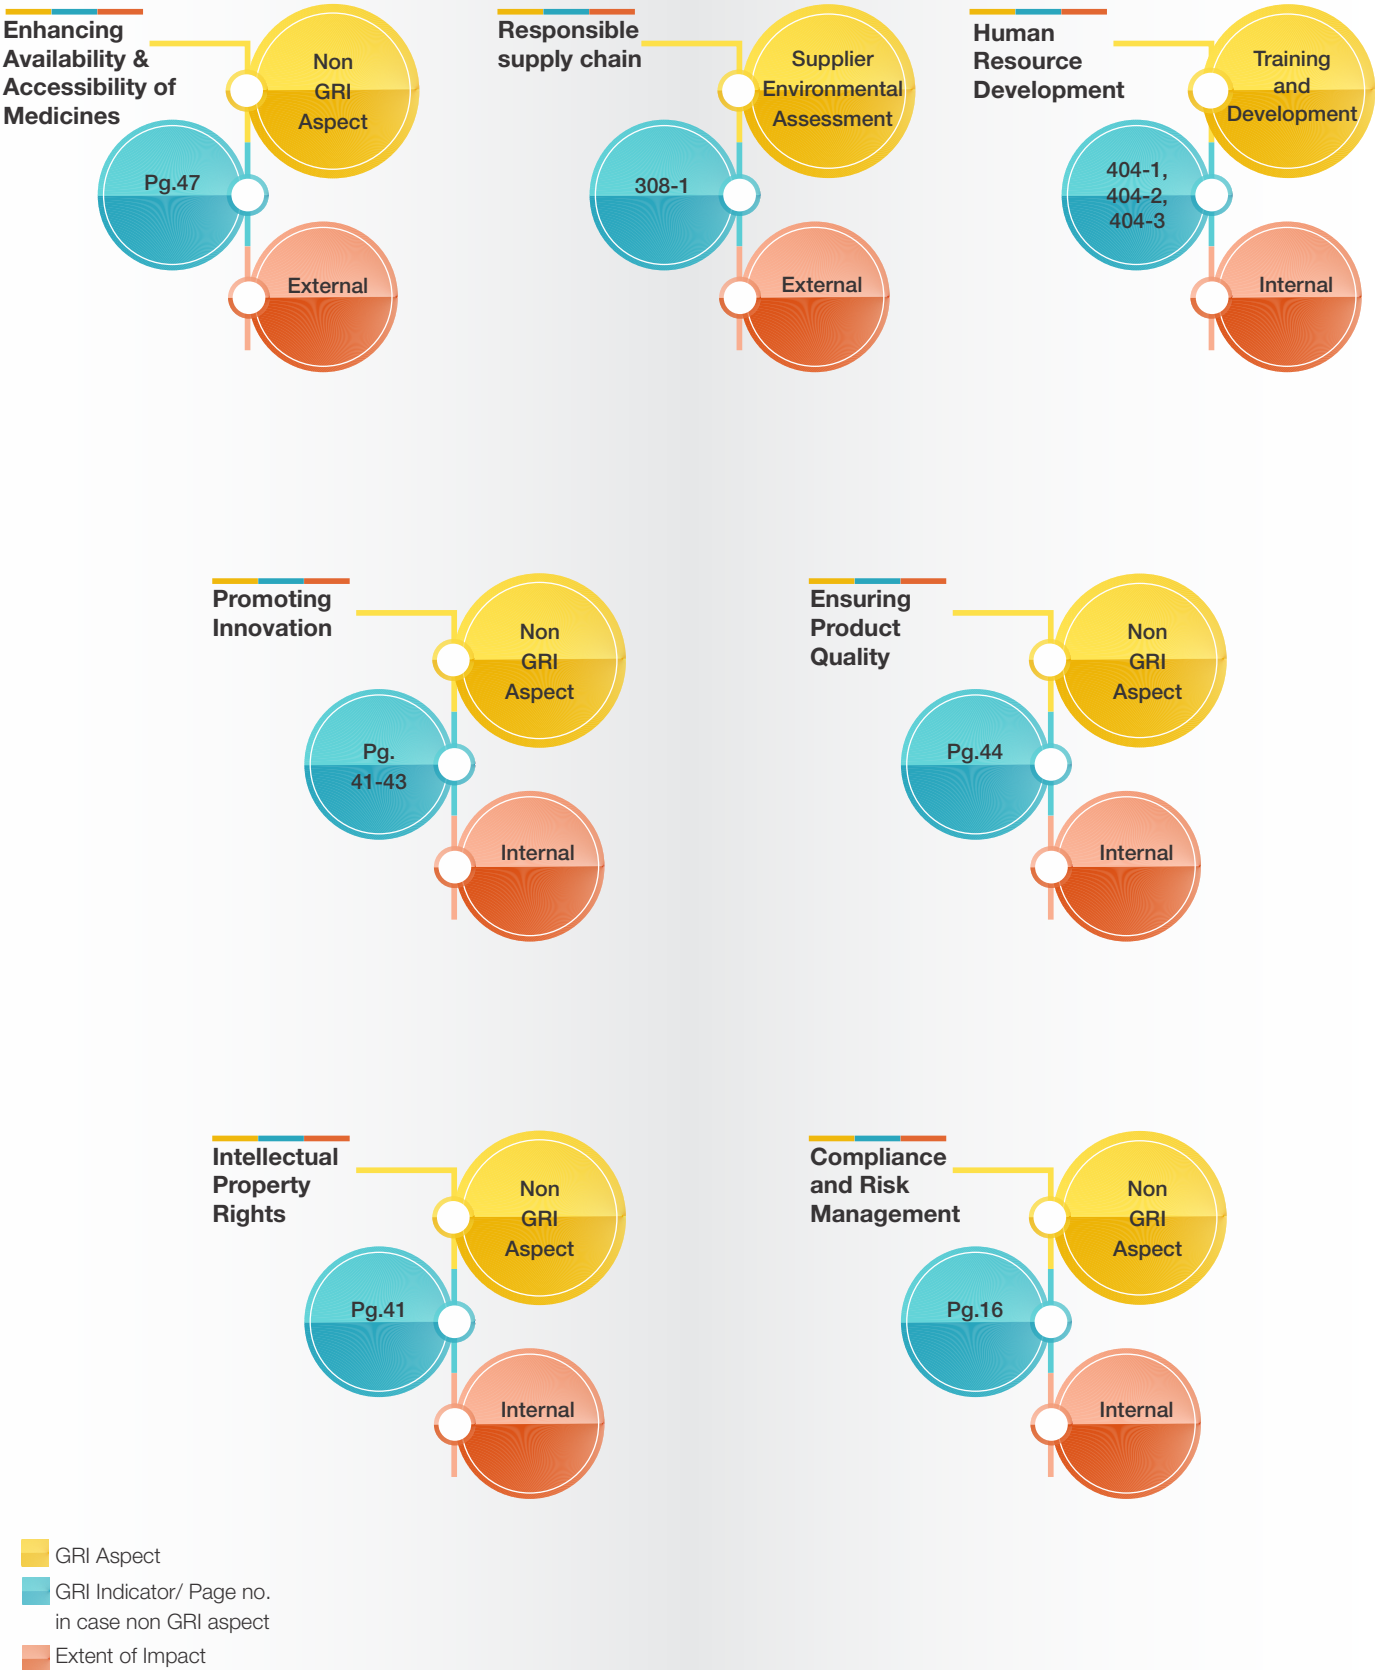 Enhancing
Availability &
Accessibility of
Medicines
Non
GRI
Aspect
Pg.47
External
Responsible
supply chain
Supplier
Environmental
Assessment
308-1
External
Human
Resource
Development
Training
and
Development
404-1,
404-2,
404-3
Internal
Promoting
Innovation
Non
GRI
Aspect
Pg.
41-43
Internal
Ensuring
Product
Quality
Non
GRI
Aspect
Pg.44
Internal
Intellectual
Property
Rights
Non
GRI
Aspect
Pg.41
Internal
Compliance
and Risk
Management
Non
GRI
Aspect
Pg.16
Internal
GRI Aspect
GRI Indicator/ Page no.
in case non GRI aspect
Extent of Impact